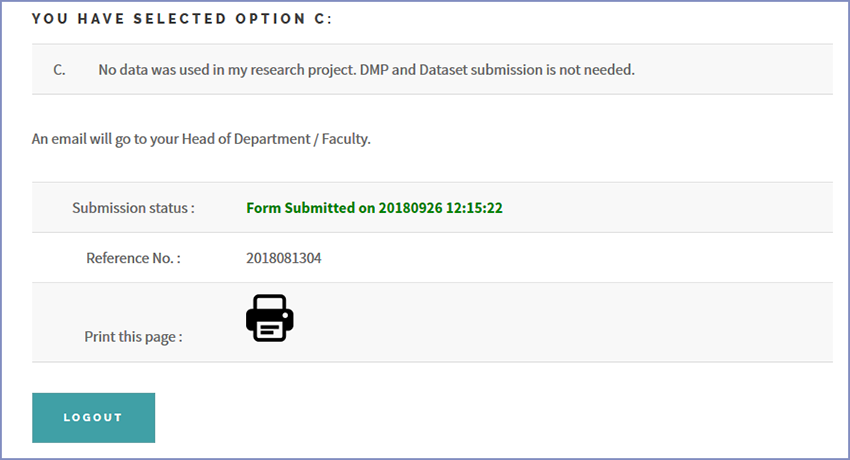 YOU HAVE SELECTED OPTION C:
C. No data was used in my research project. DMP and Dataset submission is not needed.
An email will go to your Head of Department / Faculty.
Submission status : Form Submitted on 20180926 12:15:22
Reference No. : 2018081304
Print this page :
LOGOUT